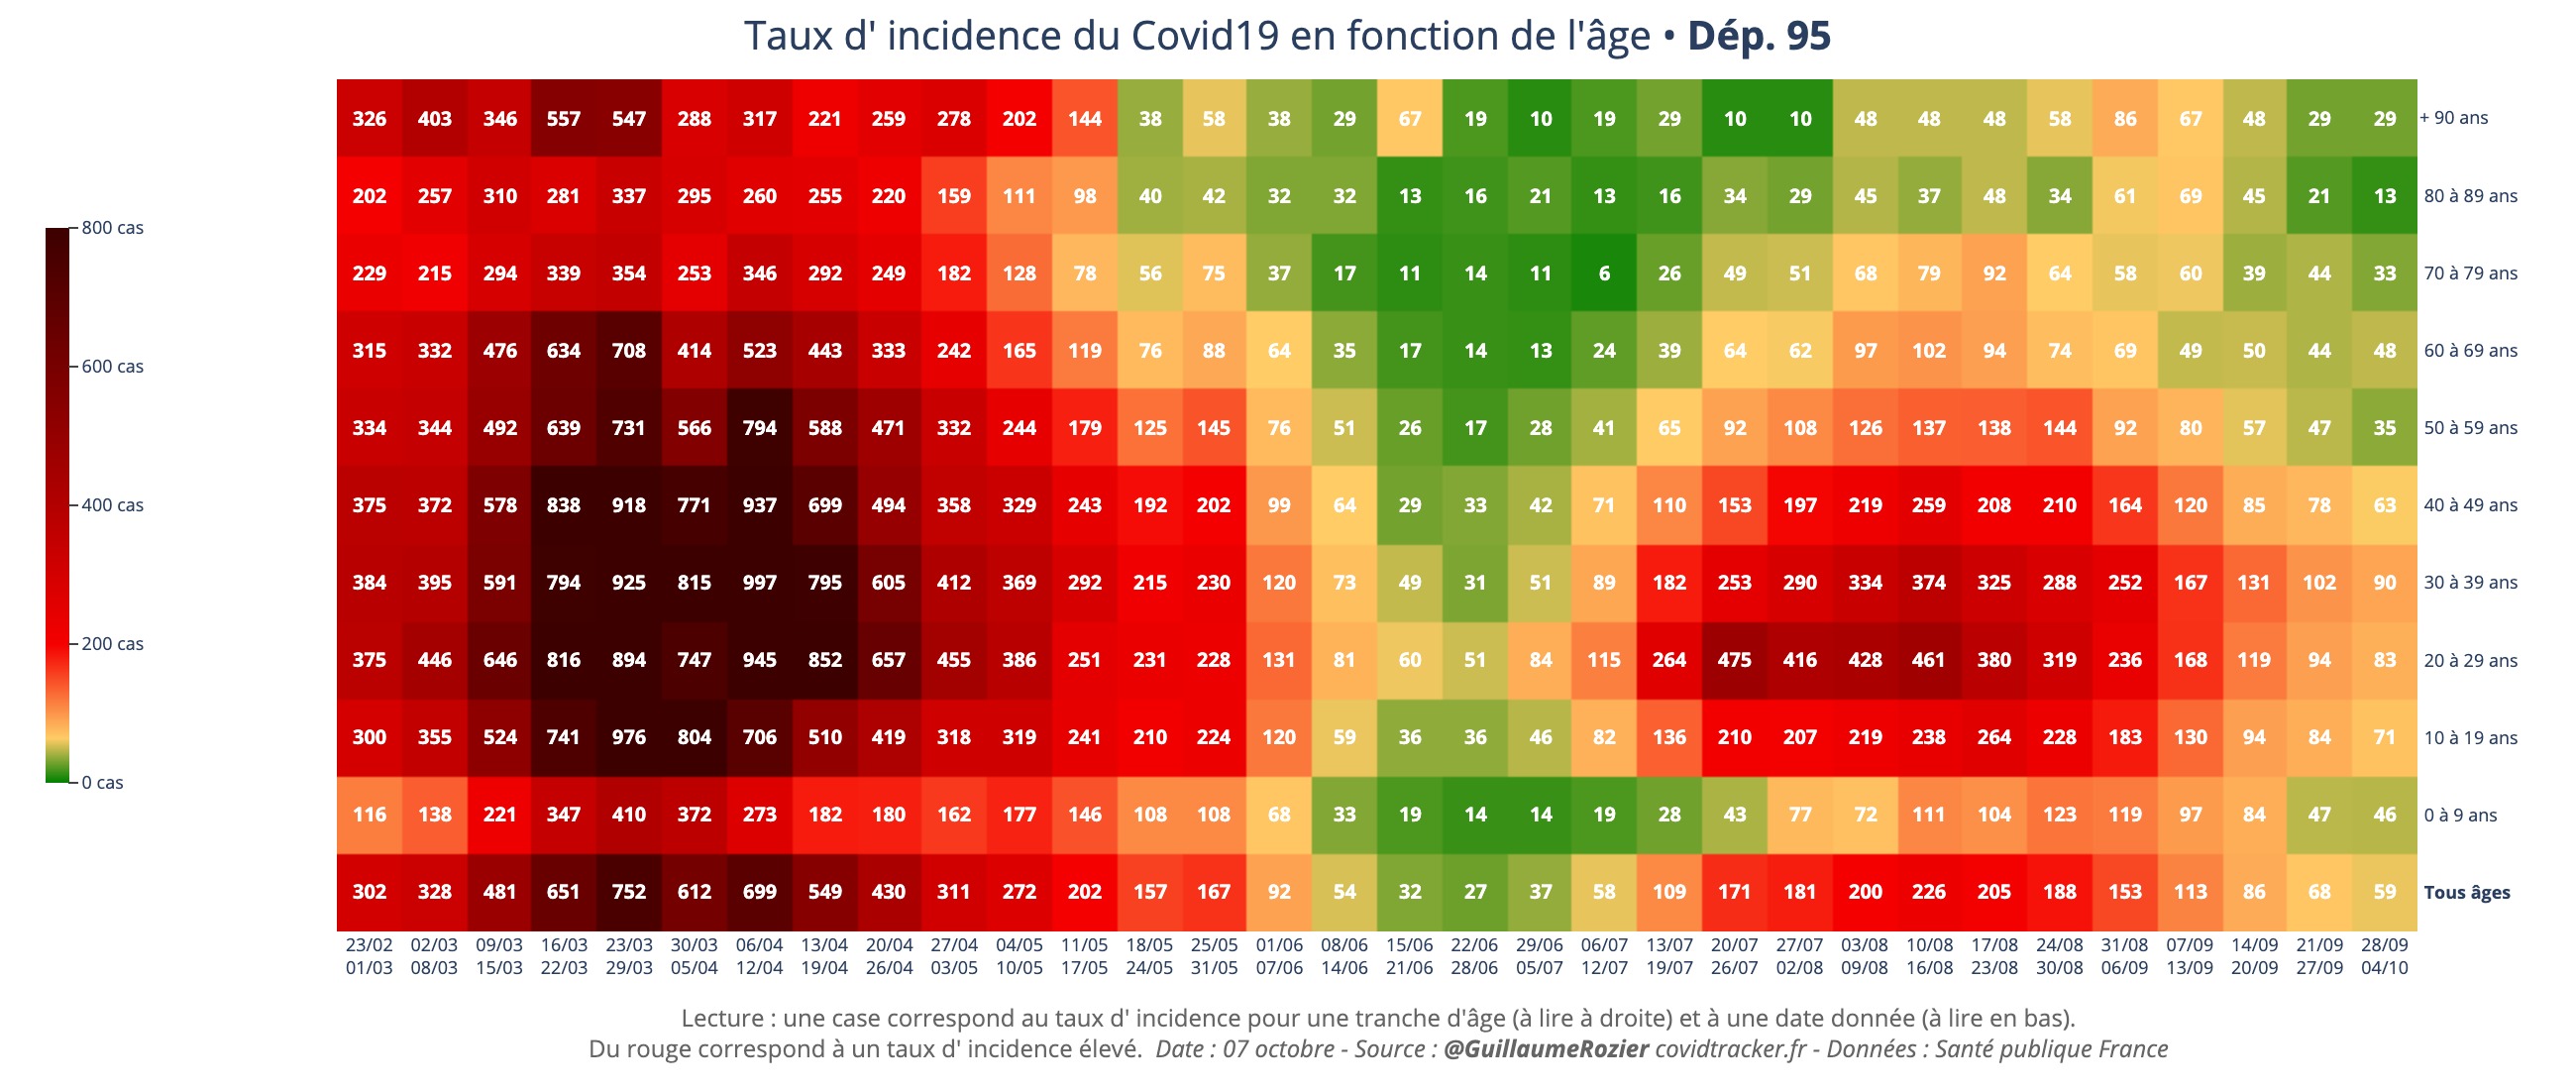 Taux d' incidence du Covid19 en fonction de l'âge • Dép. 95
800 cas
600 cas
400 cas
200 cas
0 cas
326 403 346 557 547 288 317 221 259 278 202 144 38 58 38 29 67 19 10 19 29 10 10 48 48 48 58 86 67 48 29 29 + 90 ans
202 257 310 281 337 295 260 255 220 159 111 98 40 42 32 32 13 16 21 13 16 34 29 45 37 48 34 61 69 45 21 13 80 à 89 ans
229 215 294 339 354 253 346 292 249 182 128 78 56 75 37 17 11 14 11 6 26 49 51 68 79 92 64 58 60 39 44 33 70 à 79 ans
315 332 476 634 708 414 523 443 333 242 165 119 76 88 64 35 17 14 13 24 39 64 62 97 102 94 74 69 49 50 44 48 60 à 69 ans
334 344 492 639 731 566 794 588 471 332 244 179 125 145 76 51 26 17 28 41 65 92 108 126 137 138 144 92 80 57 47 35 50 à 59 ans
375 372 578 838 918 771 937 699 494 358 329 243 192 202 99 64 29 33 42 71 110 153 197 219 259 208 210 164 120 85 78 63 40 à 49 ans
384 395 591 794 925 815 997 795 605 412 369 292 215 230 120 73 49 31 51 89 182 253 290 334 374 325 288 252 167 131 102 90 30 à 39 ans
375 446 646 816 894 747 945 852 657 455 386 251 231 228 131 81 60 51 84 115 264 475 416 428 461 380 319 236 168 119 94 83 20 à 29 ans
300 355 524 741 976 804 706 510 419 318 319 241 210 224 120 59 36 36 46 82 136 210 207 219 238 264 228 183 130 94 84 71 10 à 19 ans
116 138 221 347 410 372 273 182 180 162 177 146 108 108 68 33 19 14 14 19 28 43 77 72 111 104 123 119 97 84 47 46 0 à 9 ans
302 328 481 651 752 612 699 549 430 311 272 202 157 167 92 54 32 27 37 58 109 171 181 200 226 205 188 153 113 86 68 59 Tous âges
23/02 02/03 09/03 16/03 23/03 30/03 06/04 13/04 20/04 27/04 04/05 11/05 18/05 25/05 01/06 08/06 15/06 22/06 29/06 06/07 13/07 20/07 27/07 03/08 10/08 17/08 24/08 31/08 07/09 14/09 21/09 28/09
01/03 08/03 15/03 22/03 29/03 05/04 12/04 19/04 26/04 03/05 10/05 17/05 24/05 31/05 07/06 14/06 21/06 28/06 05/07 12/07 19/07 26/07 02/08 09/08 16/08 23/08 30/08 06/09 13/09 20/09 27/09 04/10
Lecture : une case correspond au taux d' incidence pour une tranche d'âge (à lire à droite) et à une date donnée (à lire en bas).
Du rouge correspond à un taux d' incidence élevé. Date : 07 octobre - Source : @GuillaumeRozier covidtracker.fr - Données : Santé publique France